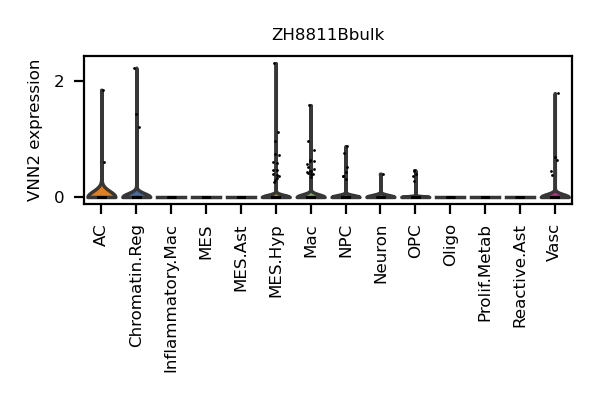 ZH8811Bbulk
VNN2 expression
2
0
AC
Chromatin.Reg
Inflammatory.Mac
MES
MES.Ast
MES.Hyp
Mac
NPC
Neuron
OPC
Oligo
Prolif.Metab
Reactive.Ast
Vasc